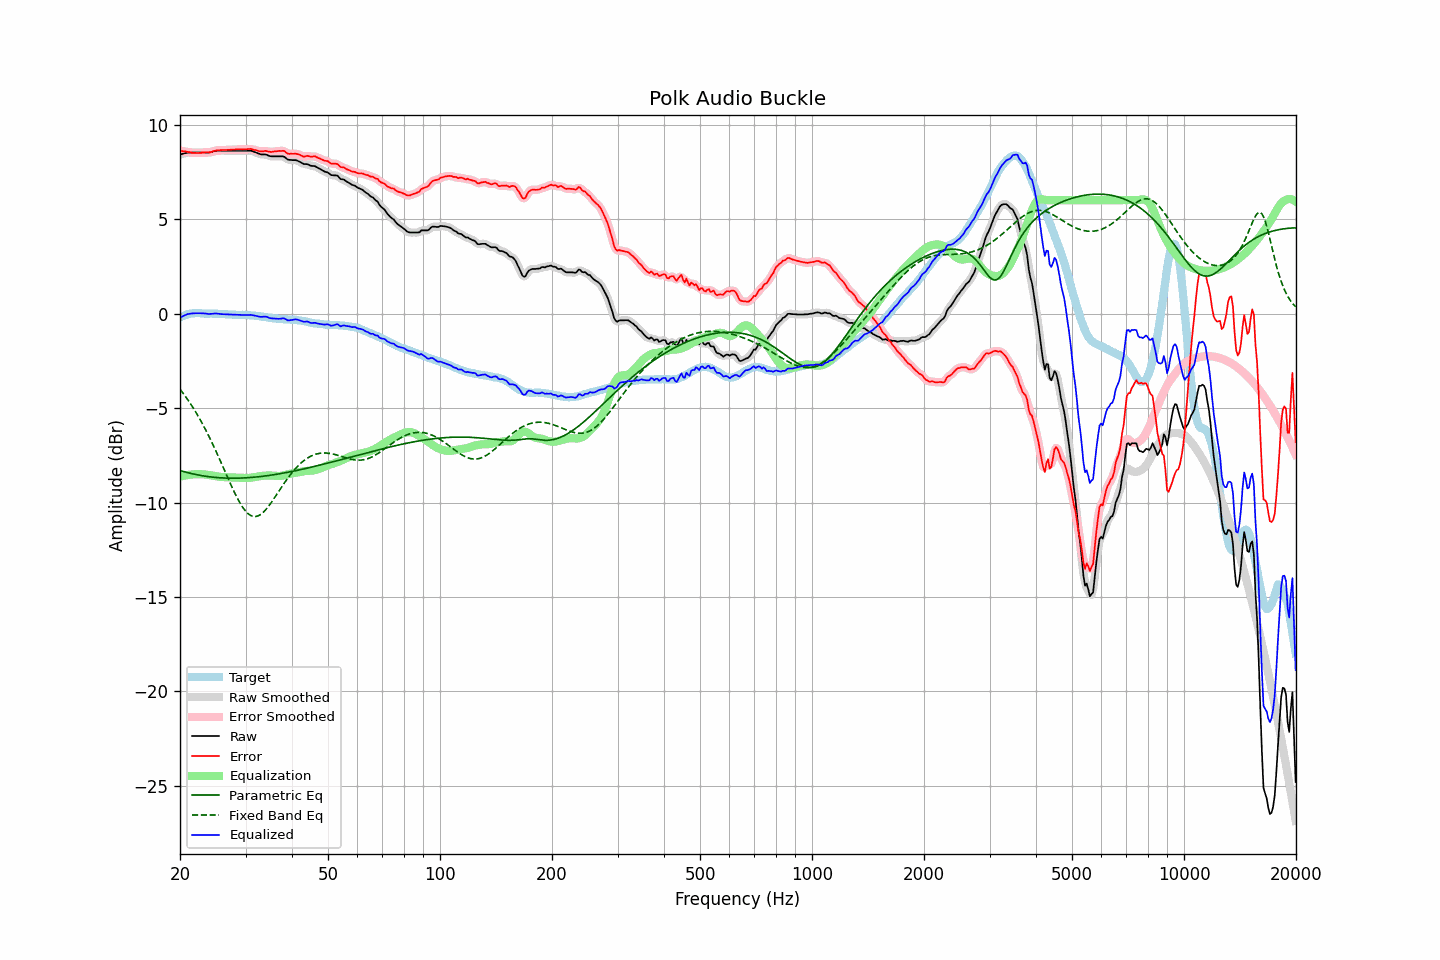 Polk Audio Buckle
10
5
0
−5
−10
−15
−20
−25
Amplitude (dBr)
Target
Raw Smoothed
Error Smoothed
Raw
Error
Equalization
Parametric Eq
Fixed Band Eq
Equalized
20 50 100 200 500 1000 2000 5000 10000 20000
Frequency (Hz)